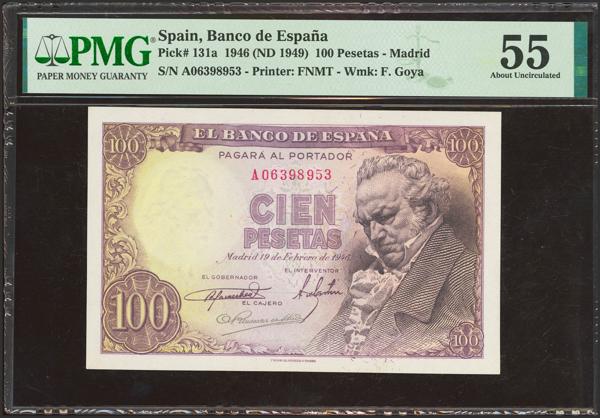 PMG
PAPER MONEY GUARANTY
Spain, Banco de España
Pick# 131a 1946 (ND 1949) 100 Pesetas - Madrid
S/N A06398953 - Printer: FNMT - Wmk: F. Goya
55
About Uncirculated
100
EL BANCO DE ESPAÑA
100
PAGARÁ AL PORTADOR
A06398953
CIEN
PESETAS
Madrid 19 de Febrero de 1946
EL GOBERNADOR
EL INTERVENTOR
EL CAJERO
100
100